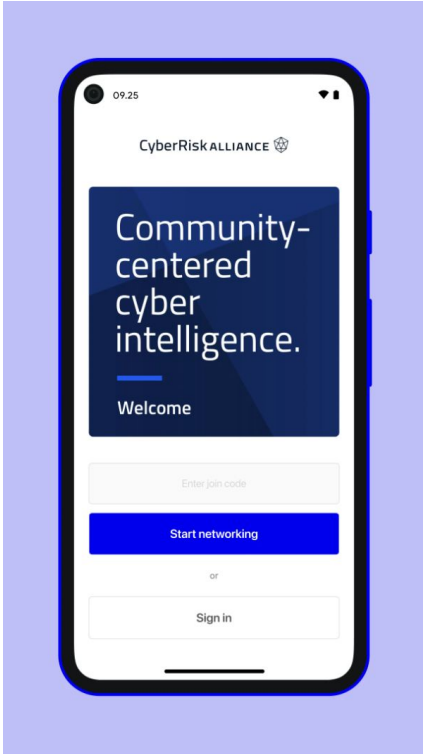 09.25
CyberRisk ALLIANCE
Community-
centered
cyber
intelligence.
Welcome
Enter join code
Start networking
or
Sign in